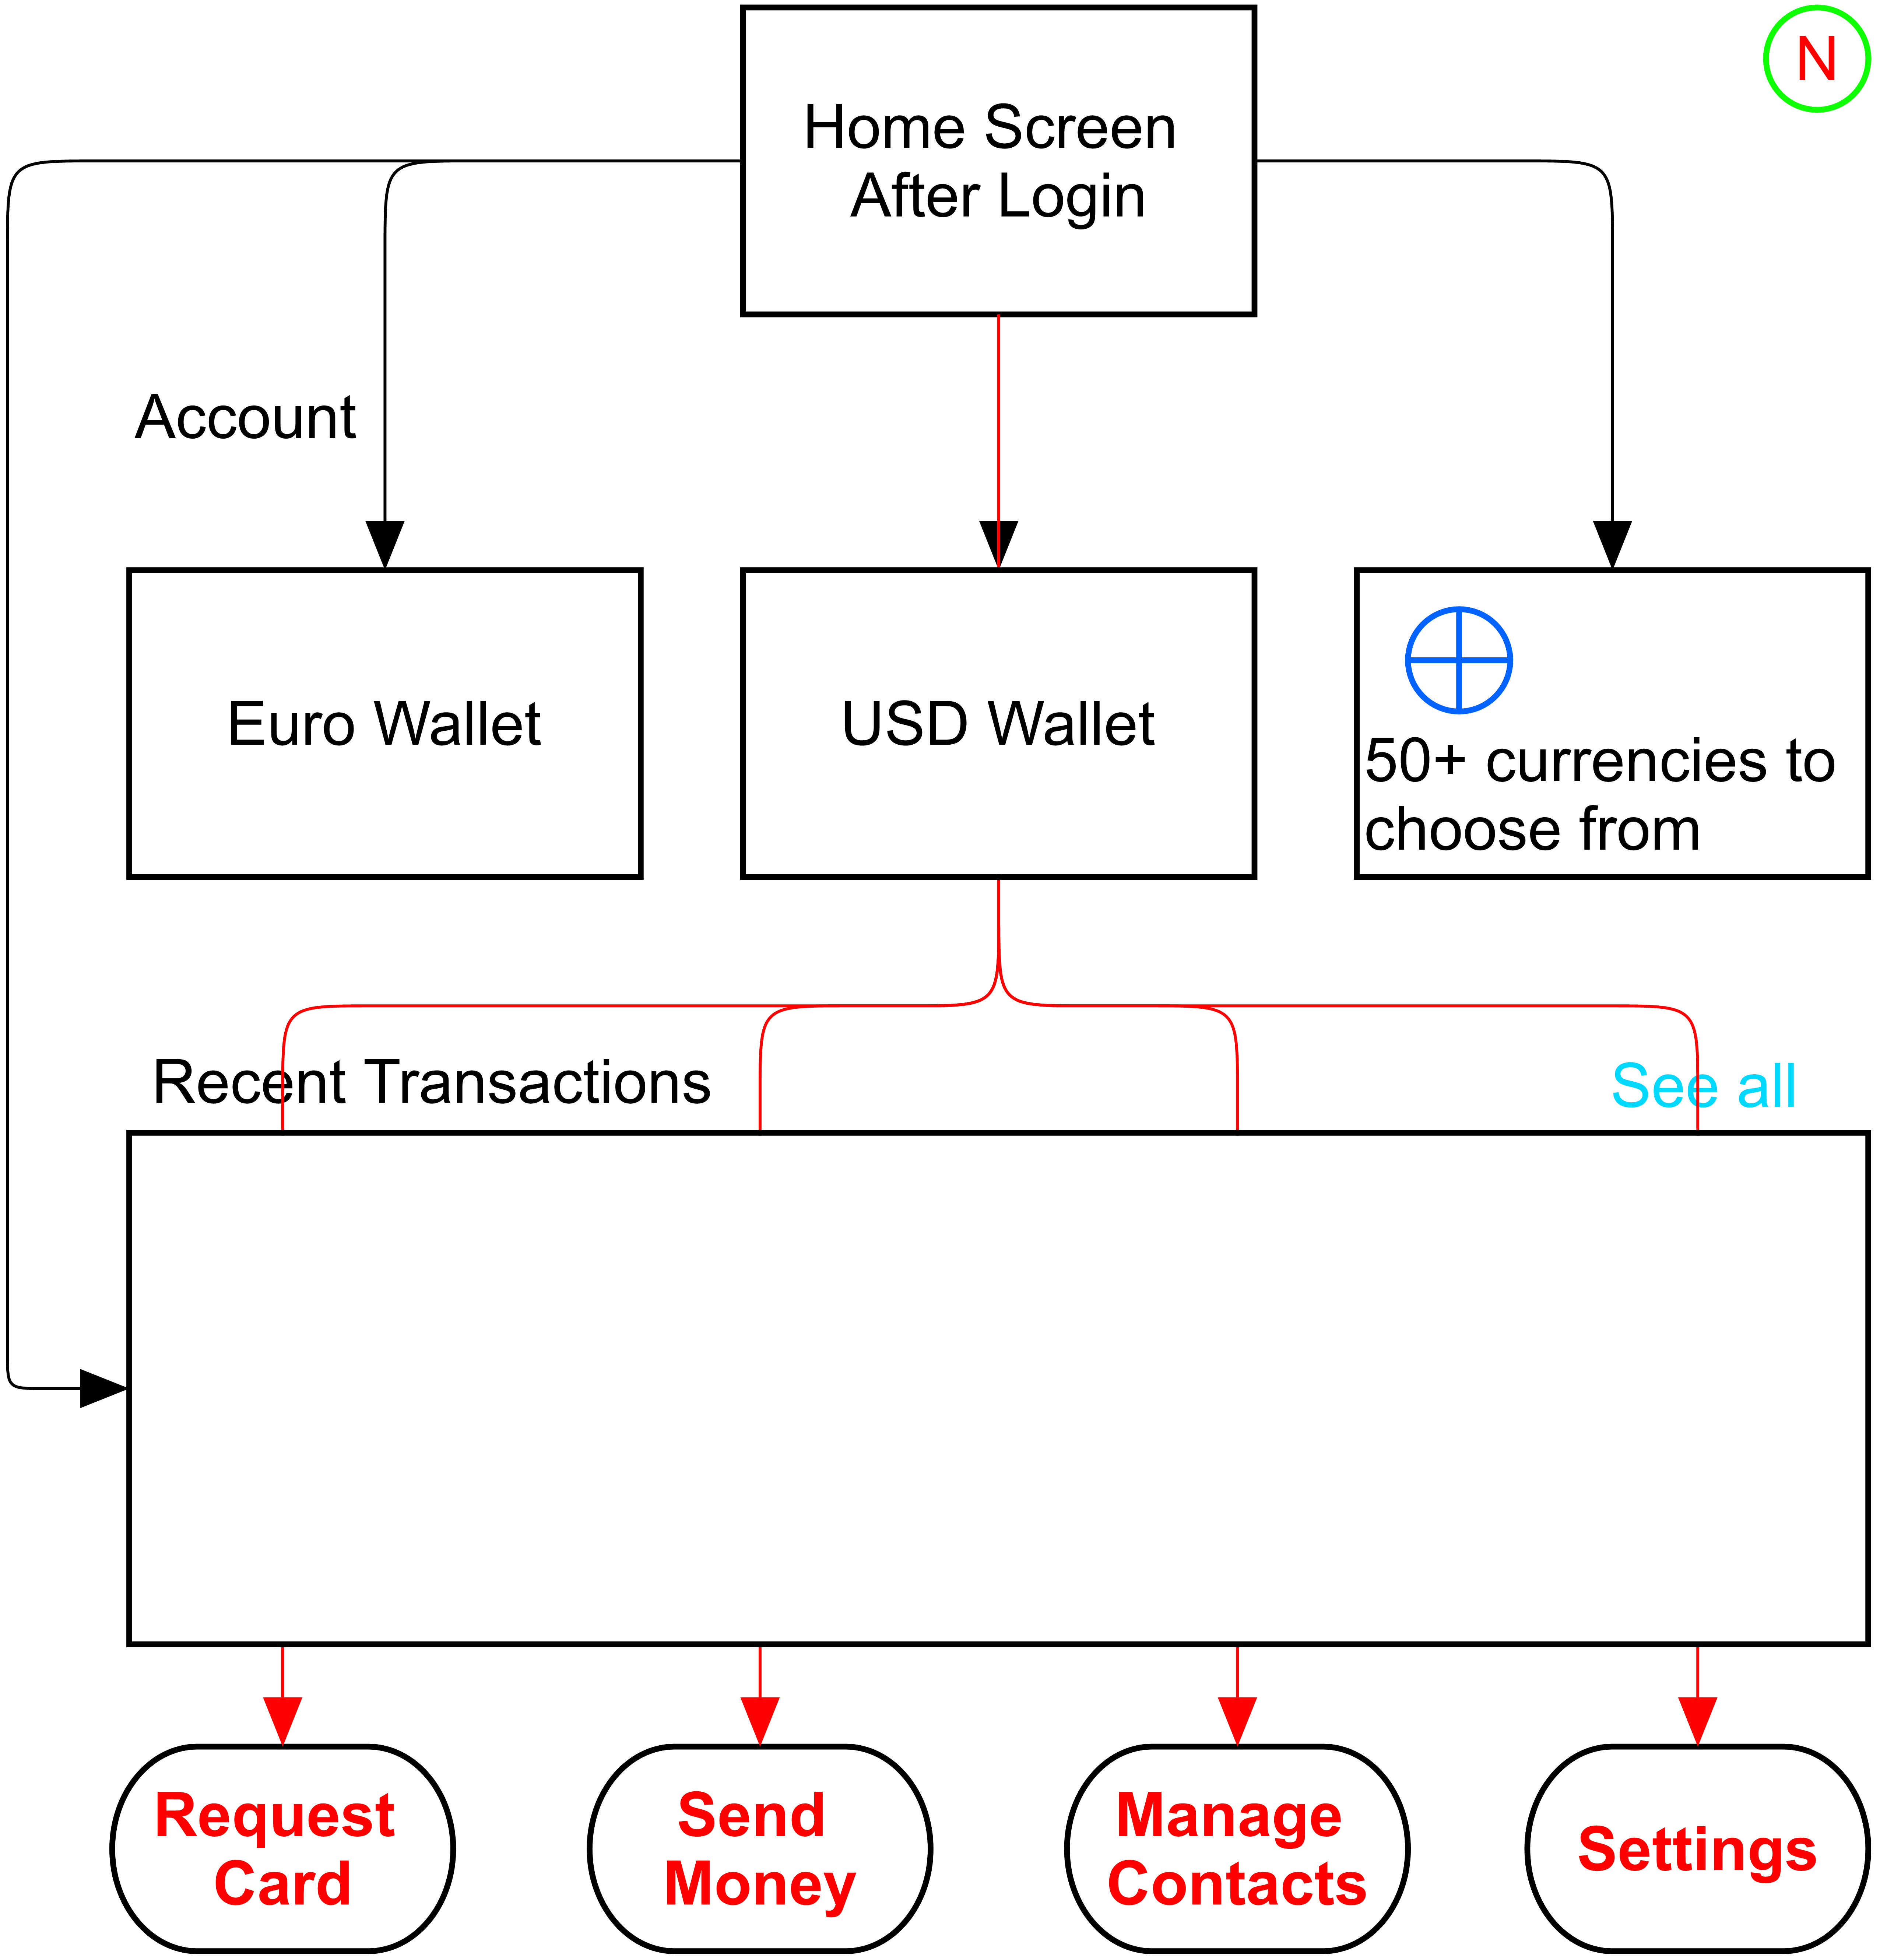 N
Home Screen
After Login
Account
Euro Wallet
USD Wallet
50+ currencies to
choose from
Recent Transactions
See all
Request
Card
Send
Money
Manage
Contacts
Settings